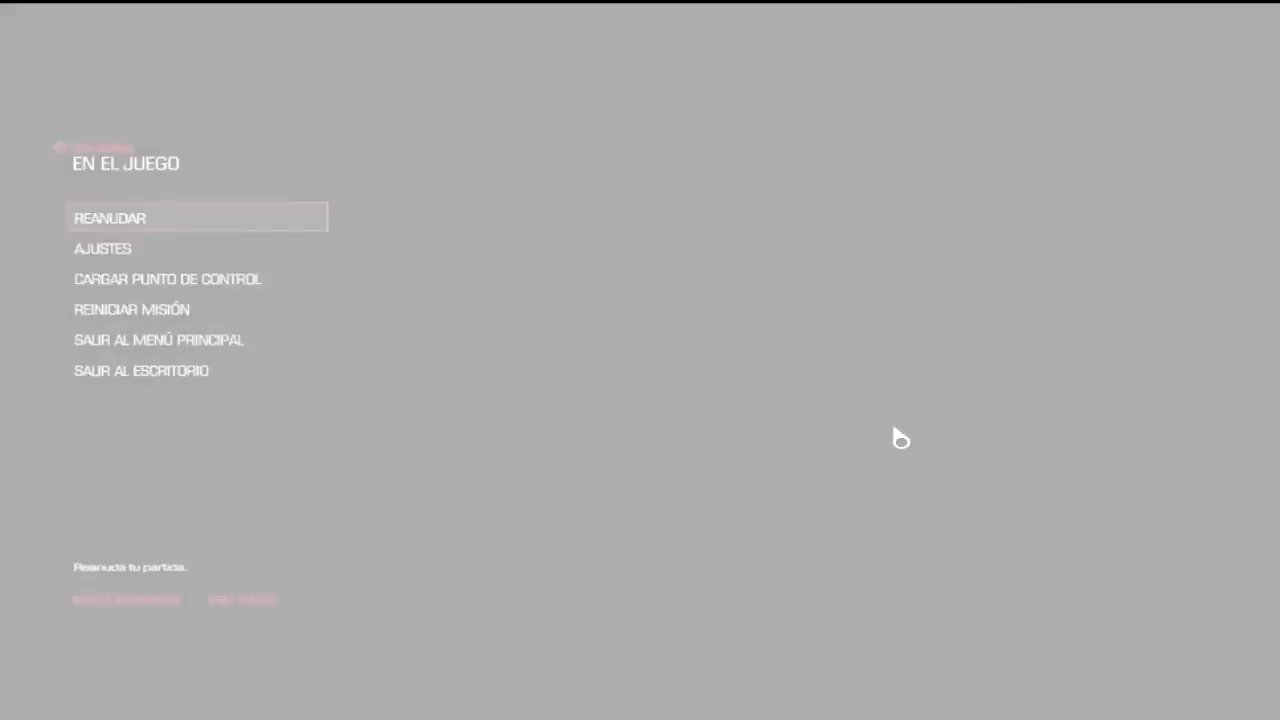 EN EL JUEGO
REANUDAR
AJUSTES
CARGAR PUNTO DE CONTROL
REINICIAR MISIÓN
SALIR AL MENÚ PRINCIPAL
SALIR AL ESCRITORIO
Reanuda tu partida.